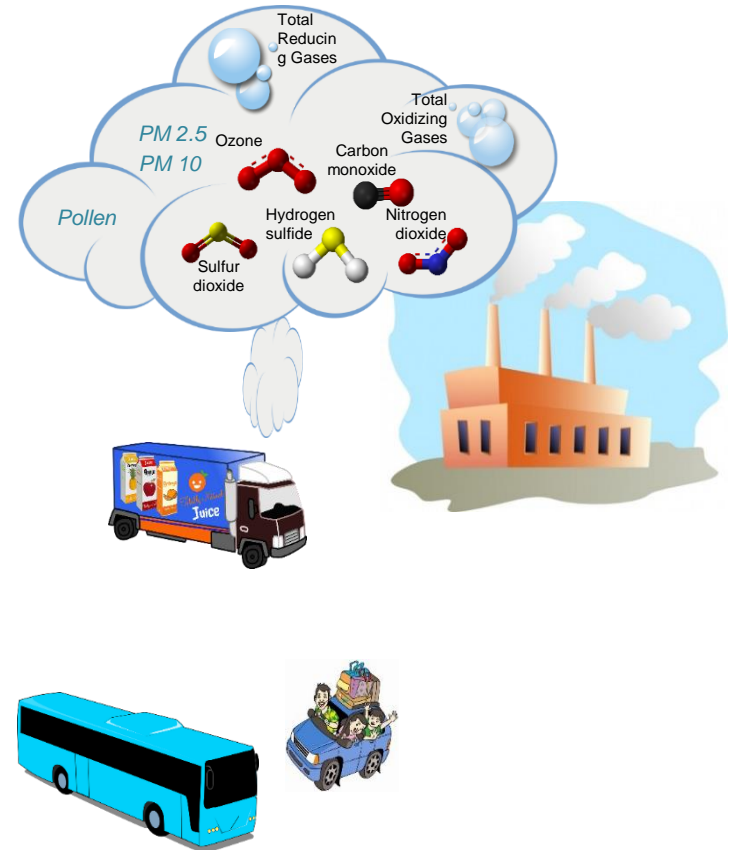 Total
Reducin
g Gases
Total
Oxidizing
Gases
PM 2.5
PM 10
Ozone
Carbon
monoxide
Pollen
Hydrogen
sulfide
Nitrogen
dioxide
Sulfur
dioxide
Juice